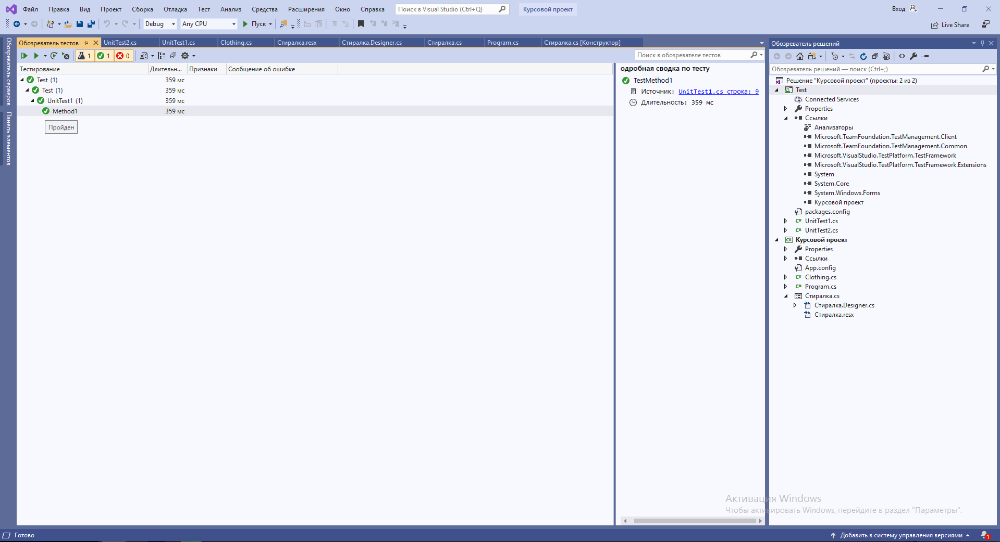 Файл Правка Вид Проект Сборка Отладка Тест Анализ Средства Расширения Окно Справка Поиск в Visual Studio (Ctrl+Q) Курсовой проект Вход
Debug Any CPU Пуск Live Share
Обозреватель серверов
Панель элементов
Обозреватель тестов UnitTest2.cs UnitTest1.cs Clothing.cs Стиралка.resx Стиралка.Designer.cs Стиралка.cs Program.cs Стиралка.cs [Конструктор]
1 1 0 Поиск в обозревателе тестов
Тестирование Длительн... Признаки Сообщение об ошибке
Test (1) 359 мс
Test (1) 359 мс
UnitTest1 (1) 359 мс
Method1 359 мс
Пройден
одробная сводка по тесту
TestMethod1
Источник: UnitTest1.cs строка: 9
Длительность: 359 мс
Обозреватель решений
Обозреватель решений — поиск (Ctrl+;)
Решение "Курсовой проект" (проекты: 2 из 2)
Test
Connected Services
Properties
Ссылки
Анализаторы
Microsoft.TeamFoundation.TestManagement.Client
Microsoft.TeamFoundation.TestManagement.Common
Microsoft.VisualStudio.TestPlatform.TestFramework
Microsoft.VisualStudio.TestPlatform.TestFramework.Extensions
System
System.Core
System.Windows.Forms
Курсовой проект
packages.config
C# UnitTest1.cs
C# UnitTest2.cs
C# Курсовой проект
Properties
Ссылки
App.config
C# Clothing.cs
C# Program.cs
Стиралка.cs
Стиралка.Designer.cs
Стиралка.resx
Активация Windows
Чтобы активировать Windows, перейдите в раздел "Параметры".
Готово Добавить в систему управления версиями 1